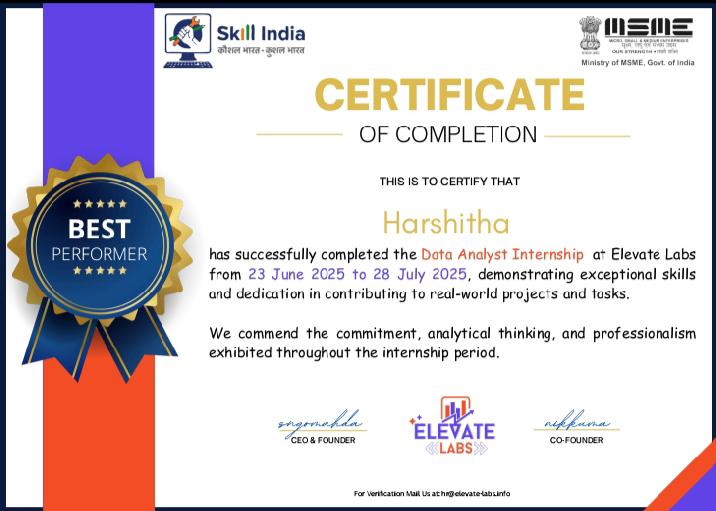 Skill India
कौशल भारत - कुशल भारत
MSME
MICRO, SMALL & MEDIUM ENTERPRISES
सूक्ष्म, लघु एवं मध्यम उद्यम
OUR STRENGTH •
Ministry of MSME, Govt. of India
CERTIFICATE
OF COMPLETION
THIS IS TO CERTIFY THAT
Harshitha
BEST
PERFORMER
has successfully completed the Data Analyst Internship at Elevate Labs
from 23 June 2025 to 28 July 2025, demonstrating exceptional skills
and dedication in contributing to real-world projects and tasks.
We commend the commitment, analytical thinking, and professionalism
exhibited throughout the internship period.
CEO & FOUNDER
ELEVATE
LABS
CO-FOUNDER
For Verification Mail Us at hr@elevate-labs.info